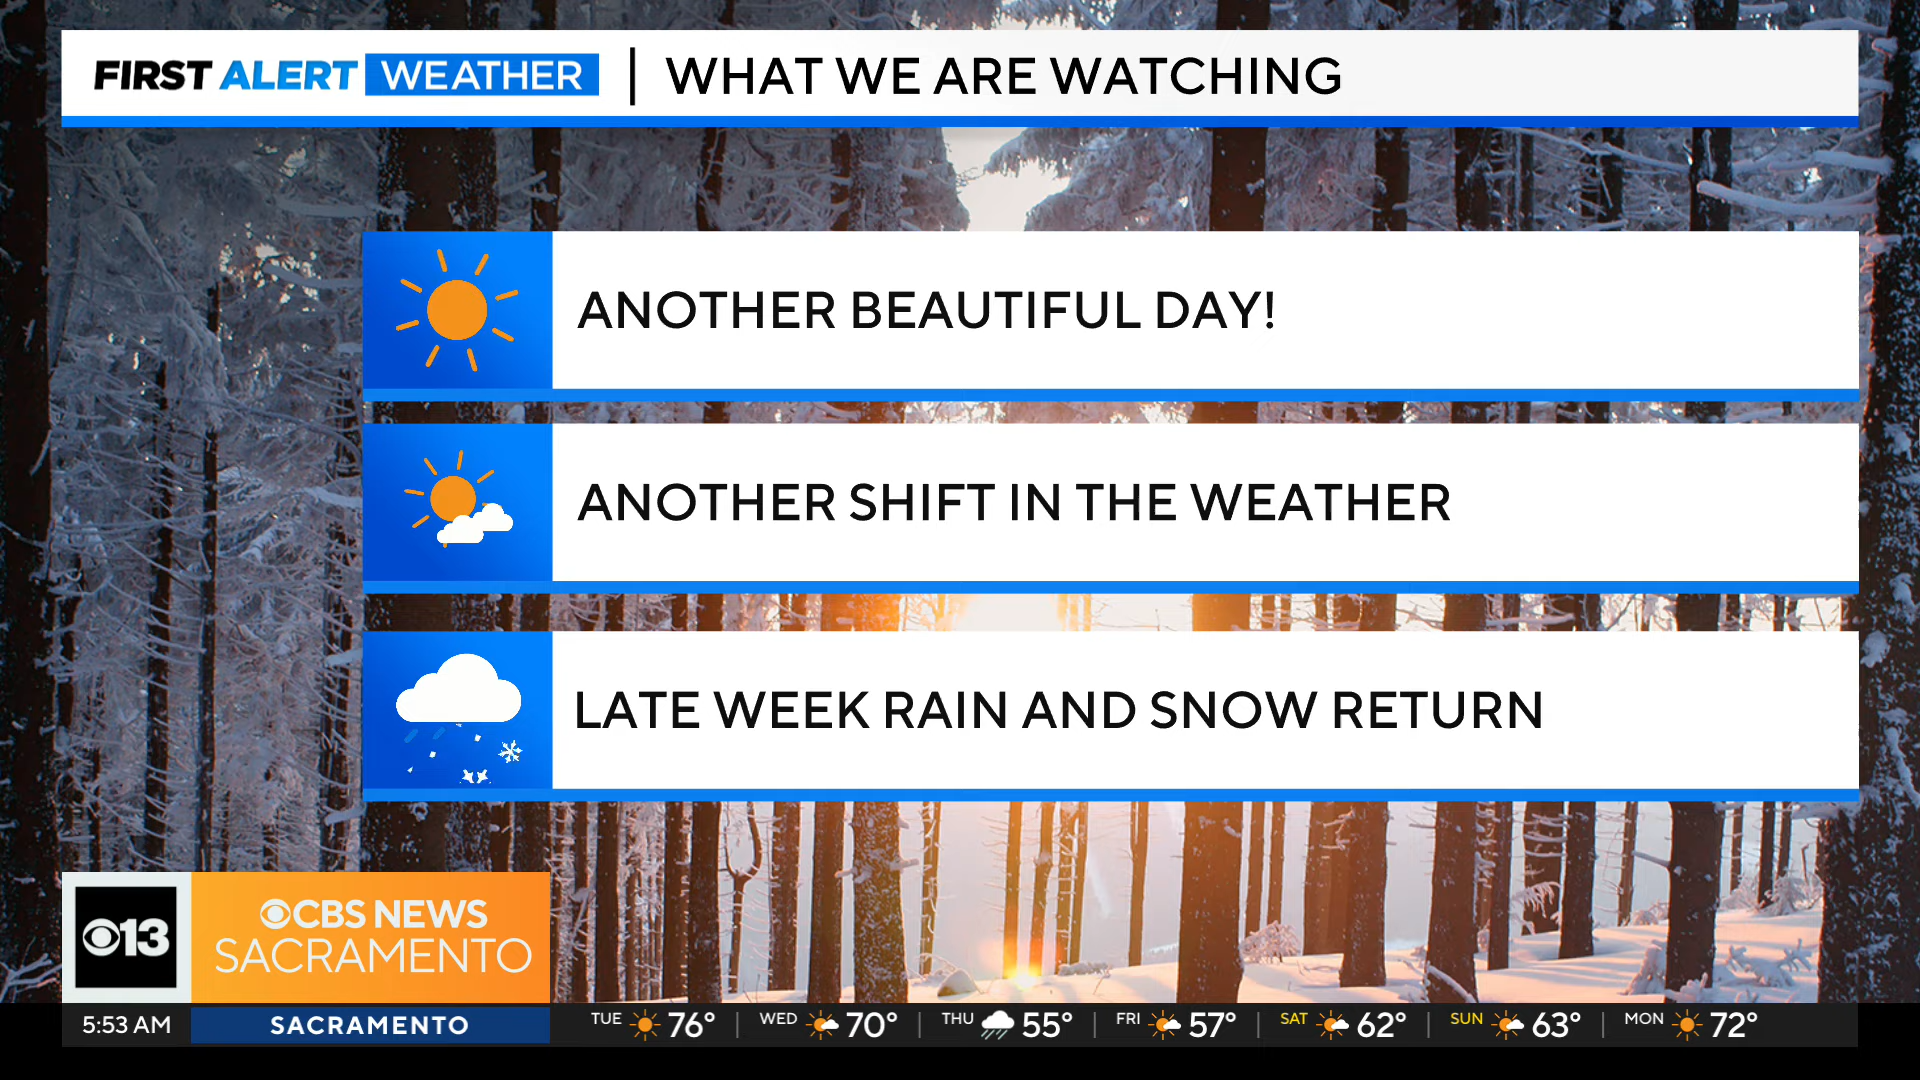 FIRST ALERT WEATHER | WHAT WE ARE WATCHING
ANOTHER BEAUTIFUL DAY!
ANOTHER SHIFT IN THE WEATHER
LATE WEEK RAIN AND SNOW RETURN
13
CBS NEWS
SACRAMENTO
5:53 AM
SACRAMENTO
TUE 76° | WED 70° | THU 55° | FRI 57° | SAT 62° | SUN 63° | MON 72°